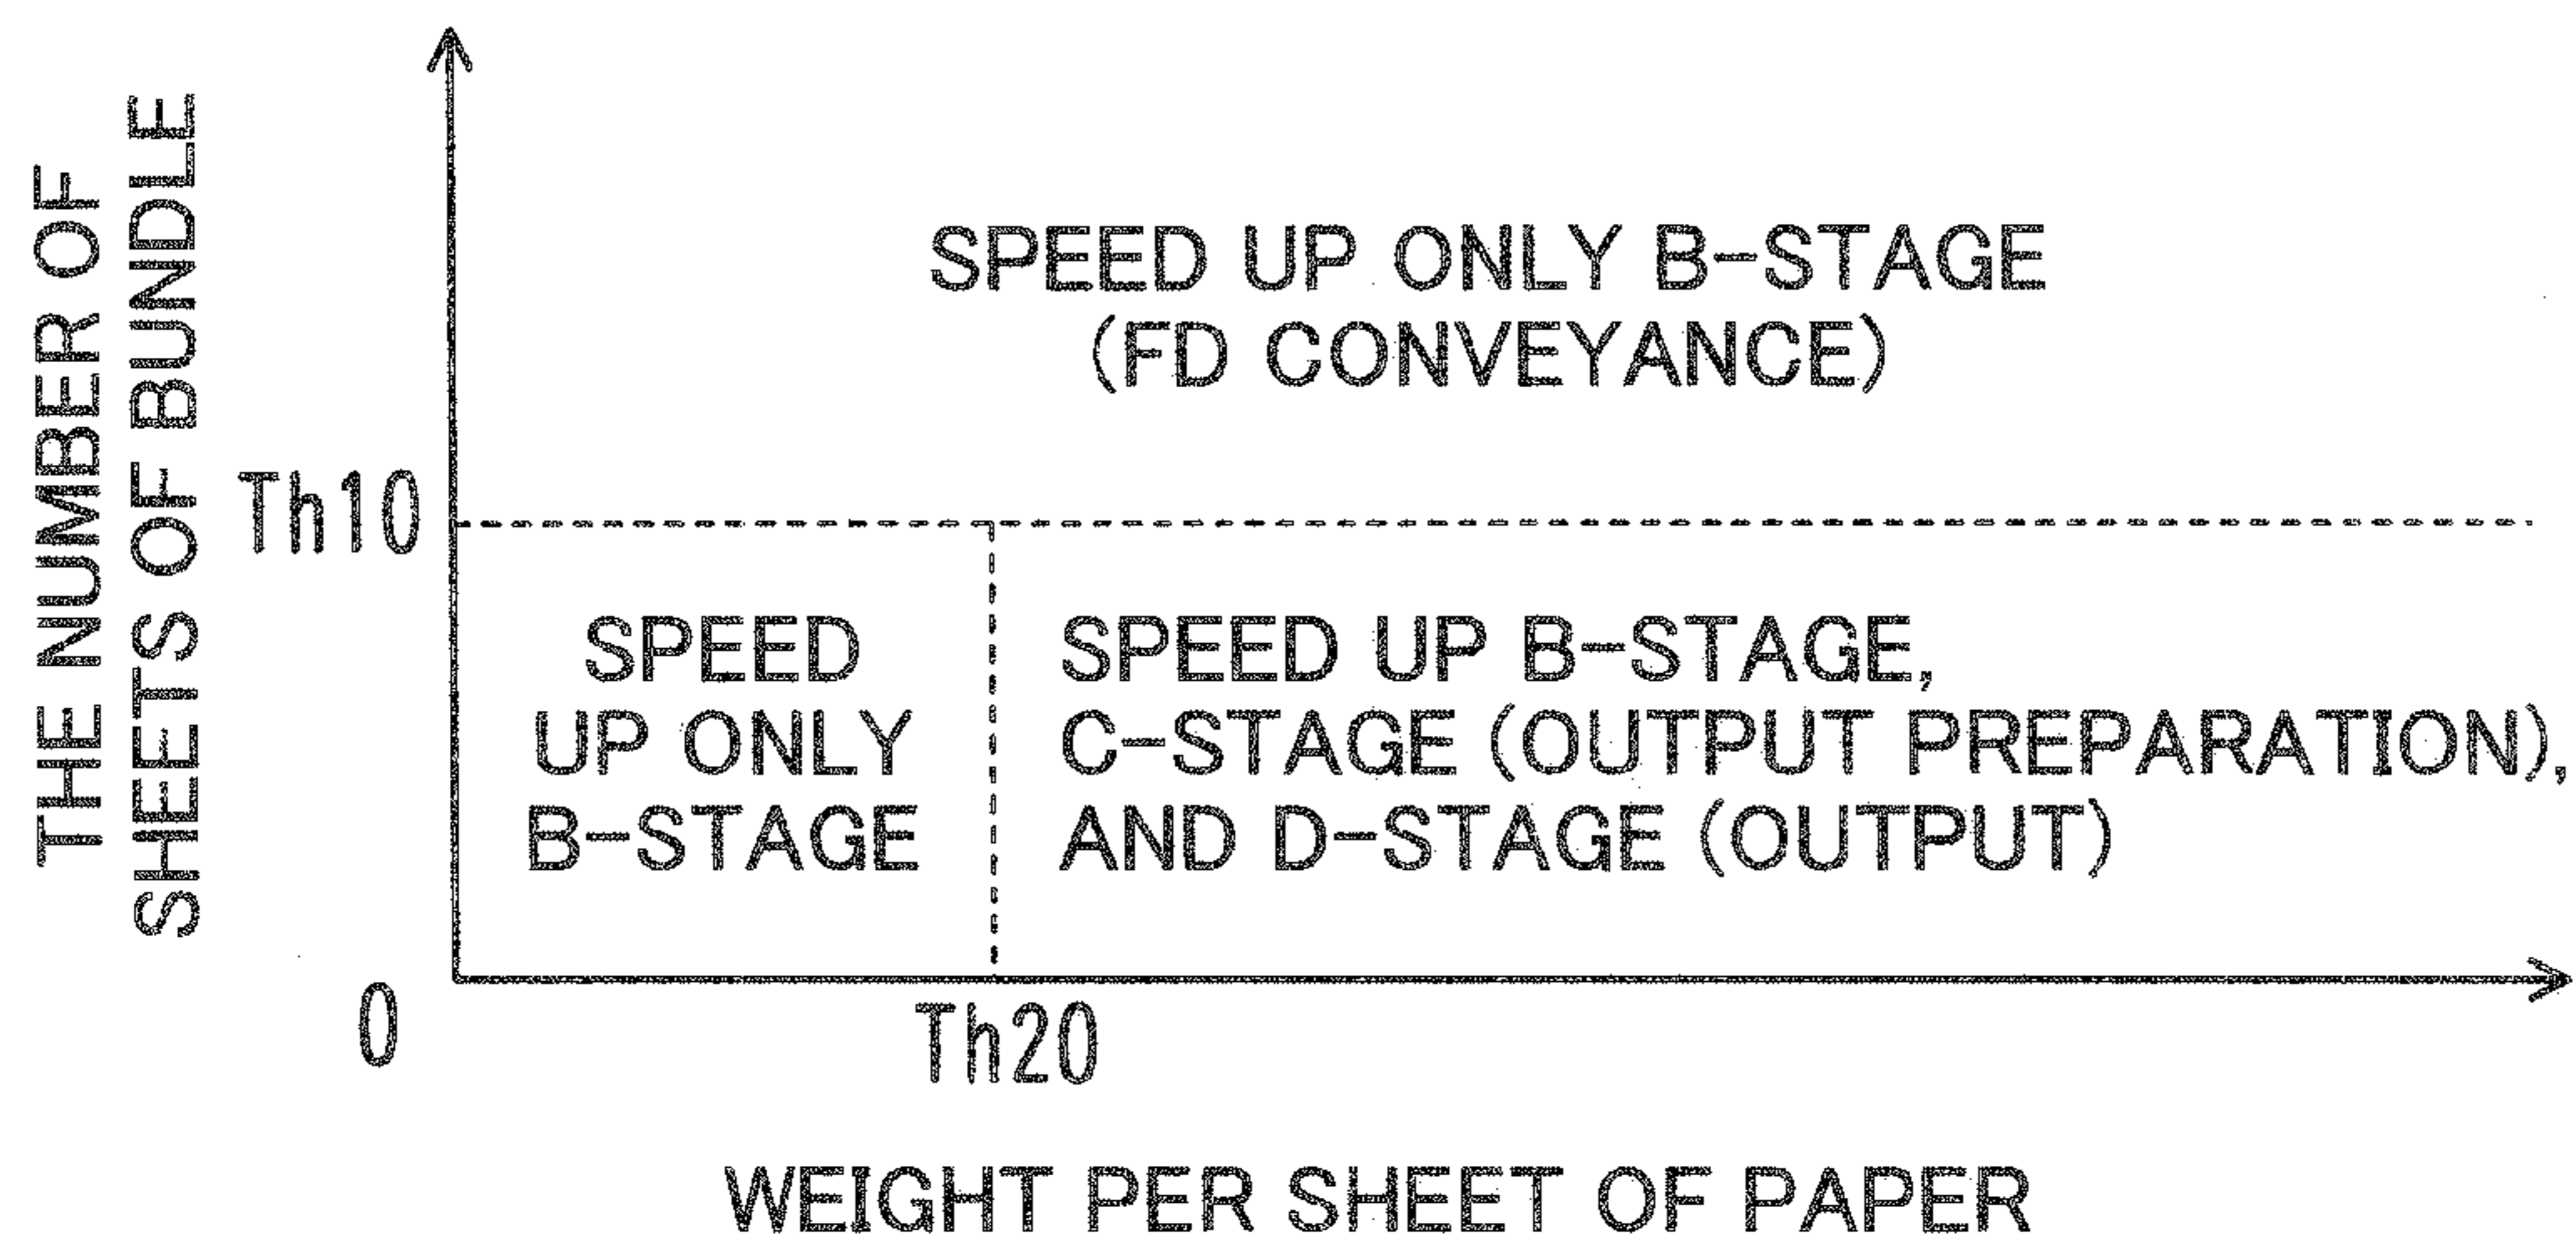 THE NUMBER OF
SHEETS OF BUNDLE
SPEED UP ONLY B-STAGE
(FD CONVEYANCE)
Th10
SPEED
UP ONLY
B-STAGE
SPEED UP B-STAGE,
C-STAGE (OUTPUT PREPARATION),
AND D-STAGE (OUTPUT)
0
Th20
WEIGHT PER SHEET OF PAPER